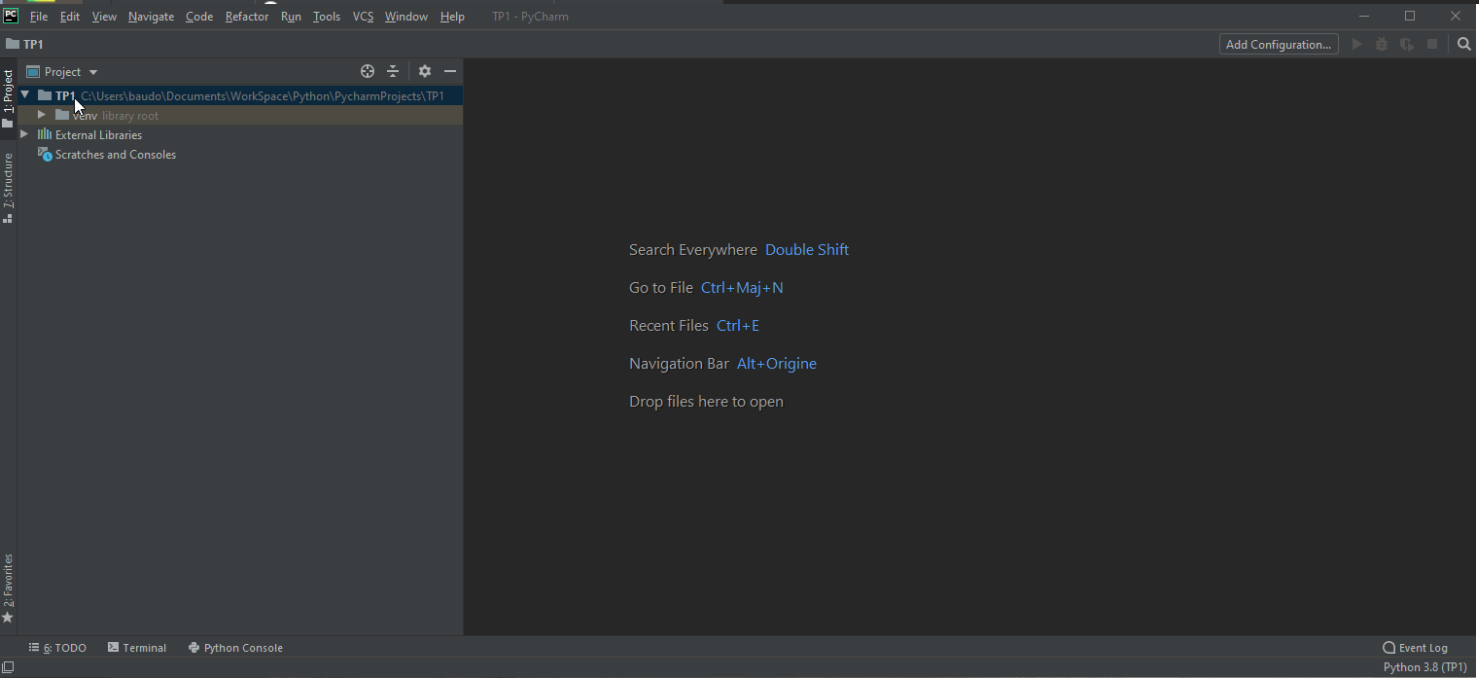 PC File Edit View Navigate Code Refactor Run Tools VCS Window Help TP1 - PyCharm
TP1 Add Configuration...
Project
1: Project
TP1 C:\Users\baudo\Documents\WorkSpace\Python\PycharmProjects\TP1
venv library root
External Libraries
Scratches and Consoles
7: Structure
Search Everywhere Double Shift
Go to File Ctrl+Maj+N
Recent Files Ctrl+E
Navigation Bar Alt+Origine
Drop files here to open
2: Favorites
6: TODO Terminal Python Console Event Log
Python 3.8 (TP1)